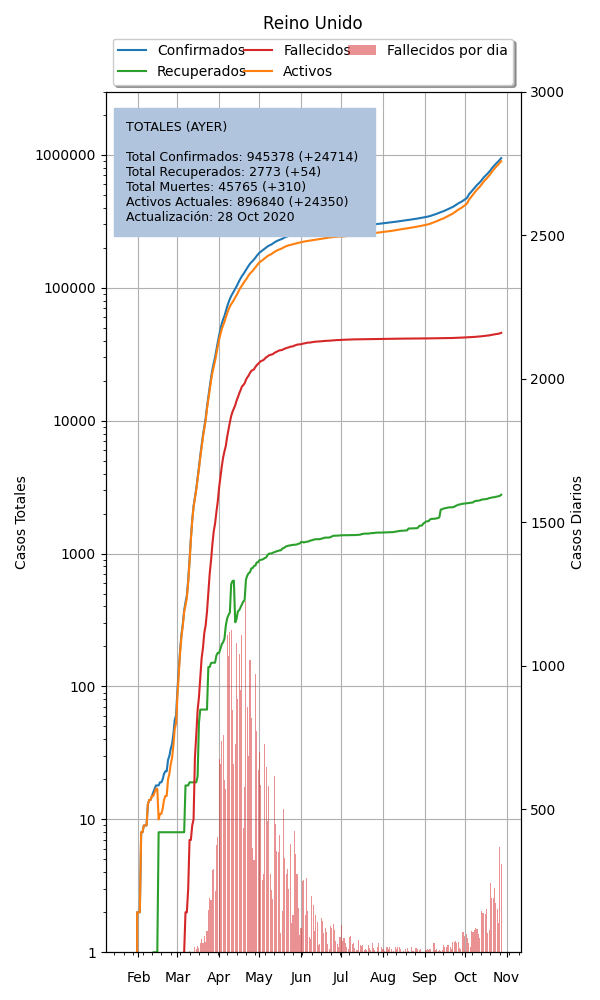 Reino Unido
Confirmados
Recuperados
Fallecidos
Activos
Fallecidos por dia
TOTALES (AYER)
Total Confirmados: 945378 (+24714)
Total Recuperados: 2773 (+54)
Total Muertes: 45765 (+310)
Activos Actuales: 896840 (+24350)
Actualización: 28 Oct 2020
Casos Totales
1000000
100000
10000
1000
100
10
1
3000
2500
2000
1500
1000
500
Casos Diarios
Feb Mar Apr May Jun Jul Aug Sep Oct Nov